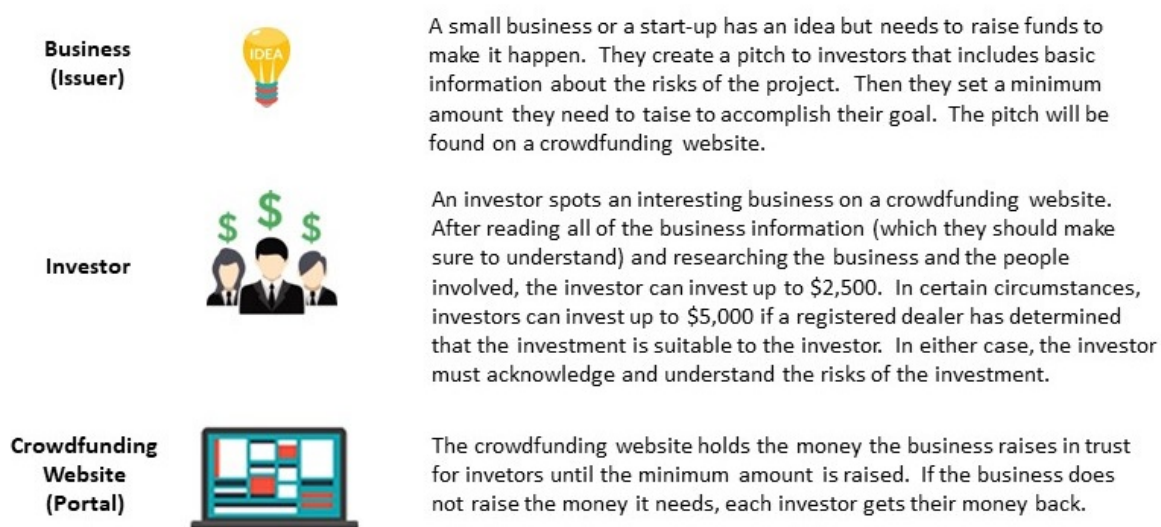 Business
(Issuer)
IDEA
A small business or a start-up has an idea but needs to raise funds to
make it happen. They create a pitch to investors that includes basic
information about the risks of the project. Then they set a minimum
amount they need to taise to accomplish their goal. The pitch will be
found on a crowdfunding website.
Investor
$ $ $
An investor spots an interesting business on a crowdfunding website.
After reading all of the business information (which they should make
sure to understand) and researching the business and the people
involved, the investor can invest up to $2,500. In certain circumstances,
investors can invest up to $5,000 if a registered dealer has determined
that the investment is suitable to the investor. In either case, the investor
must acknowledge and understand the risks of the investment.
Crowdfunding
Website
(Portal)
The crowdfunding website holds the money the business raises in trust
for invetors until the minimum amount is raised. If the business does
not raise the money it needs, each investor gets their money back.